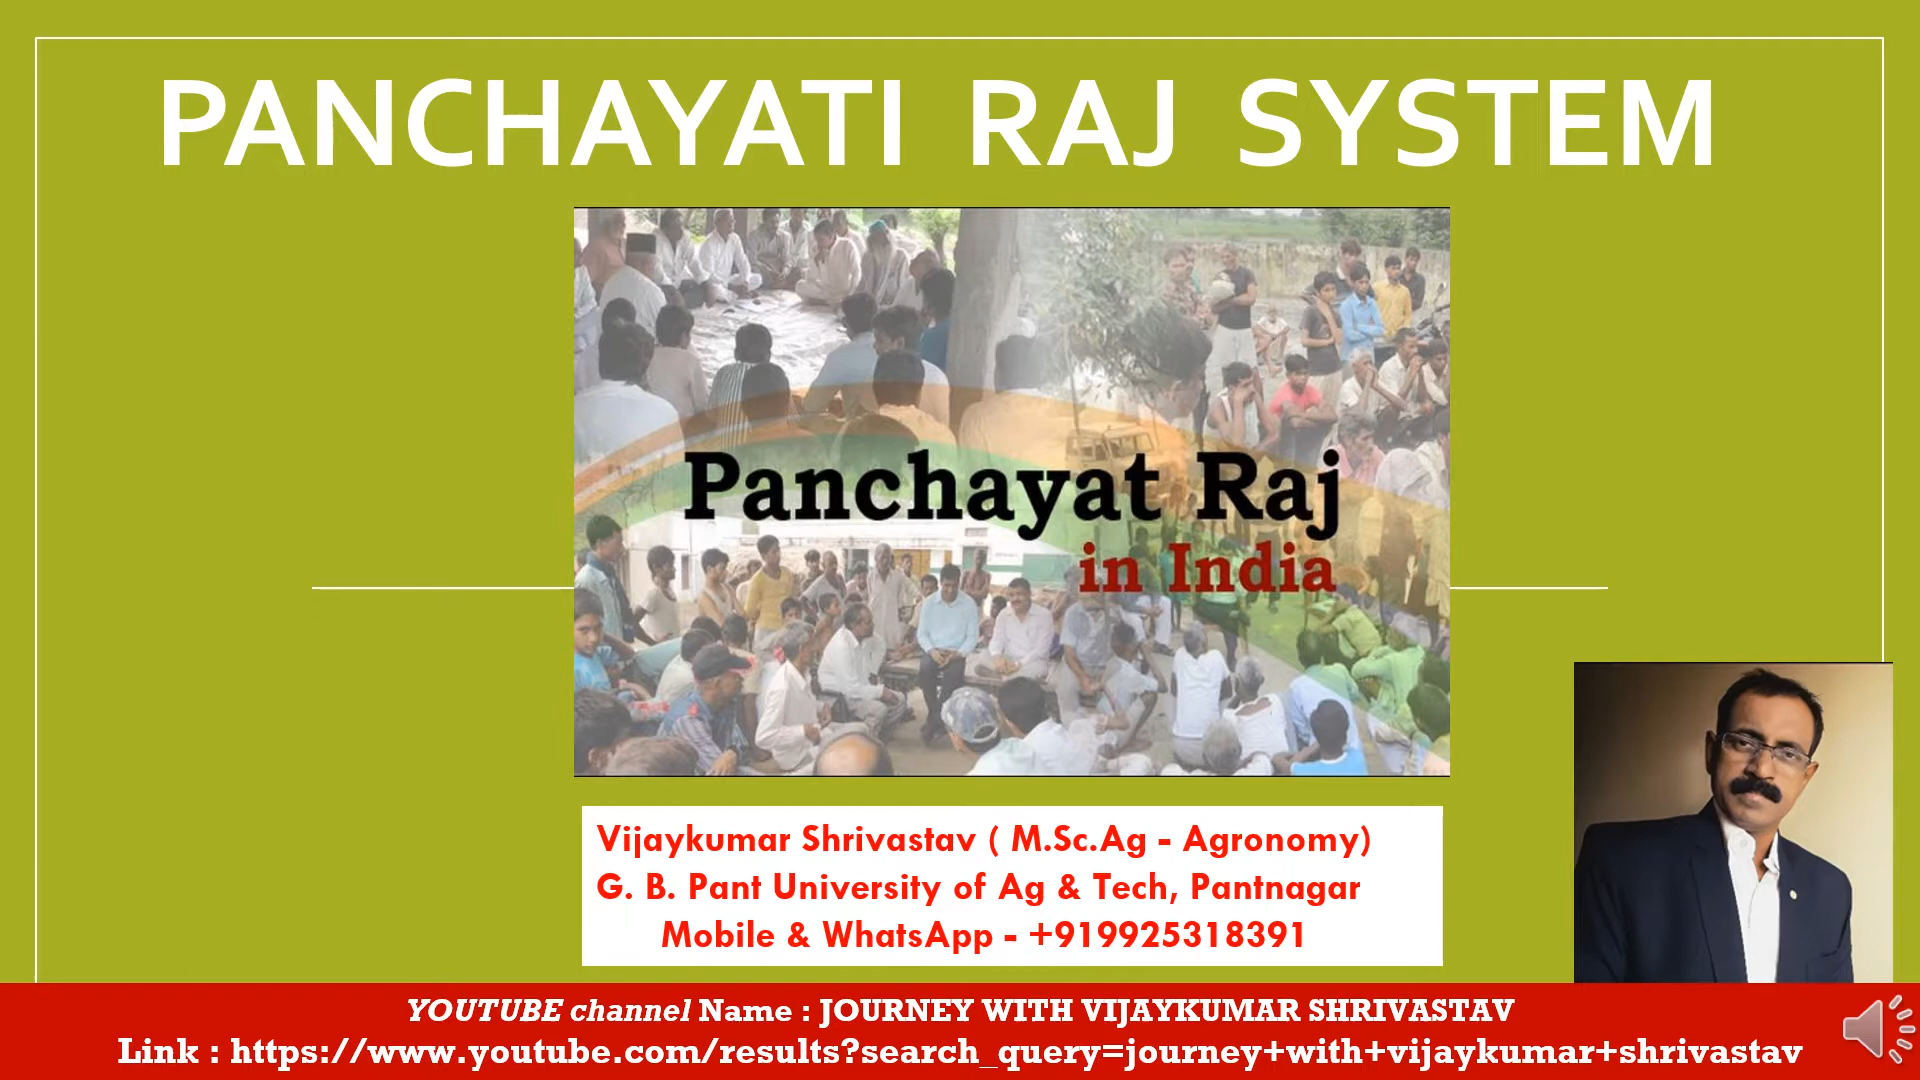 PANCHAYATI RAJ SYSTEM
Panchayat Raj
in India
Vijaykumar Shrivastav ( M.Sc.Ag - Agronomy)
G. B. Pant University of Ag & Tech, Pantnagar
Mobile & WhatsApp - +919925318391
YOUTUBE channel Name : JOURNEY WITH VIJAYKUMAR SHRIVASTAV
Link : https://www.youtube.com/results?search_query=journey+with+vijaykumar+shrivastav